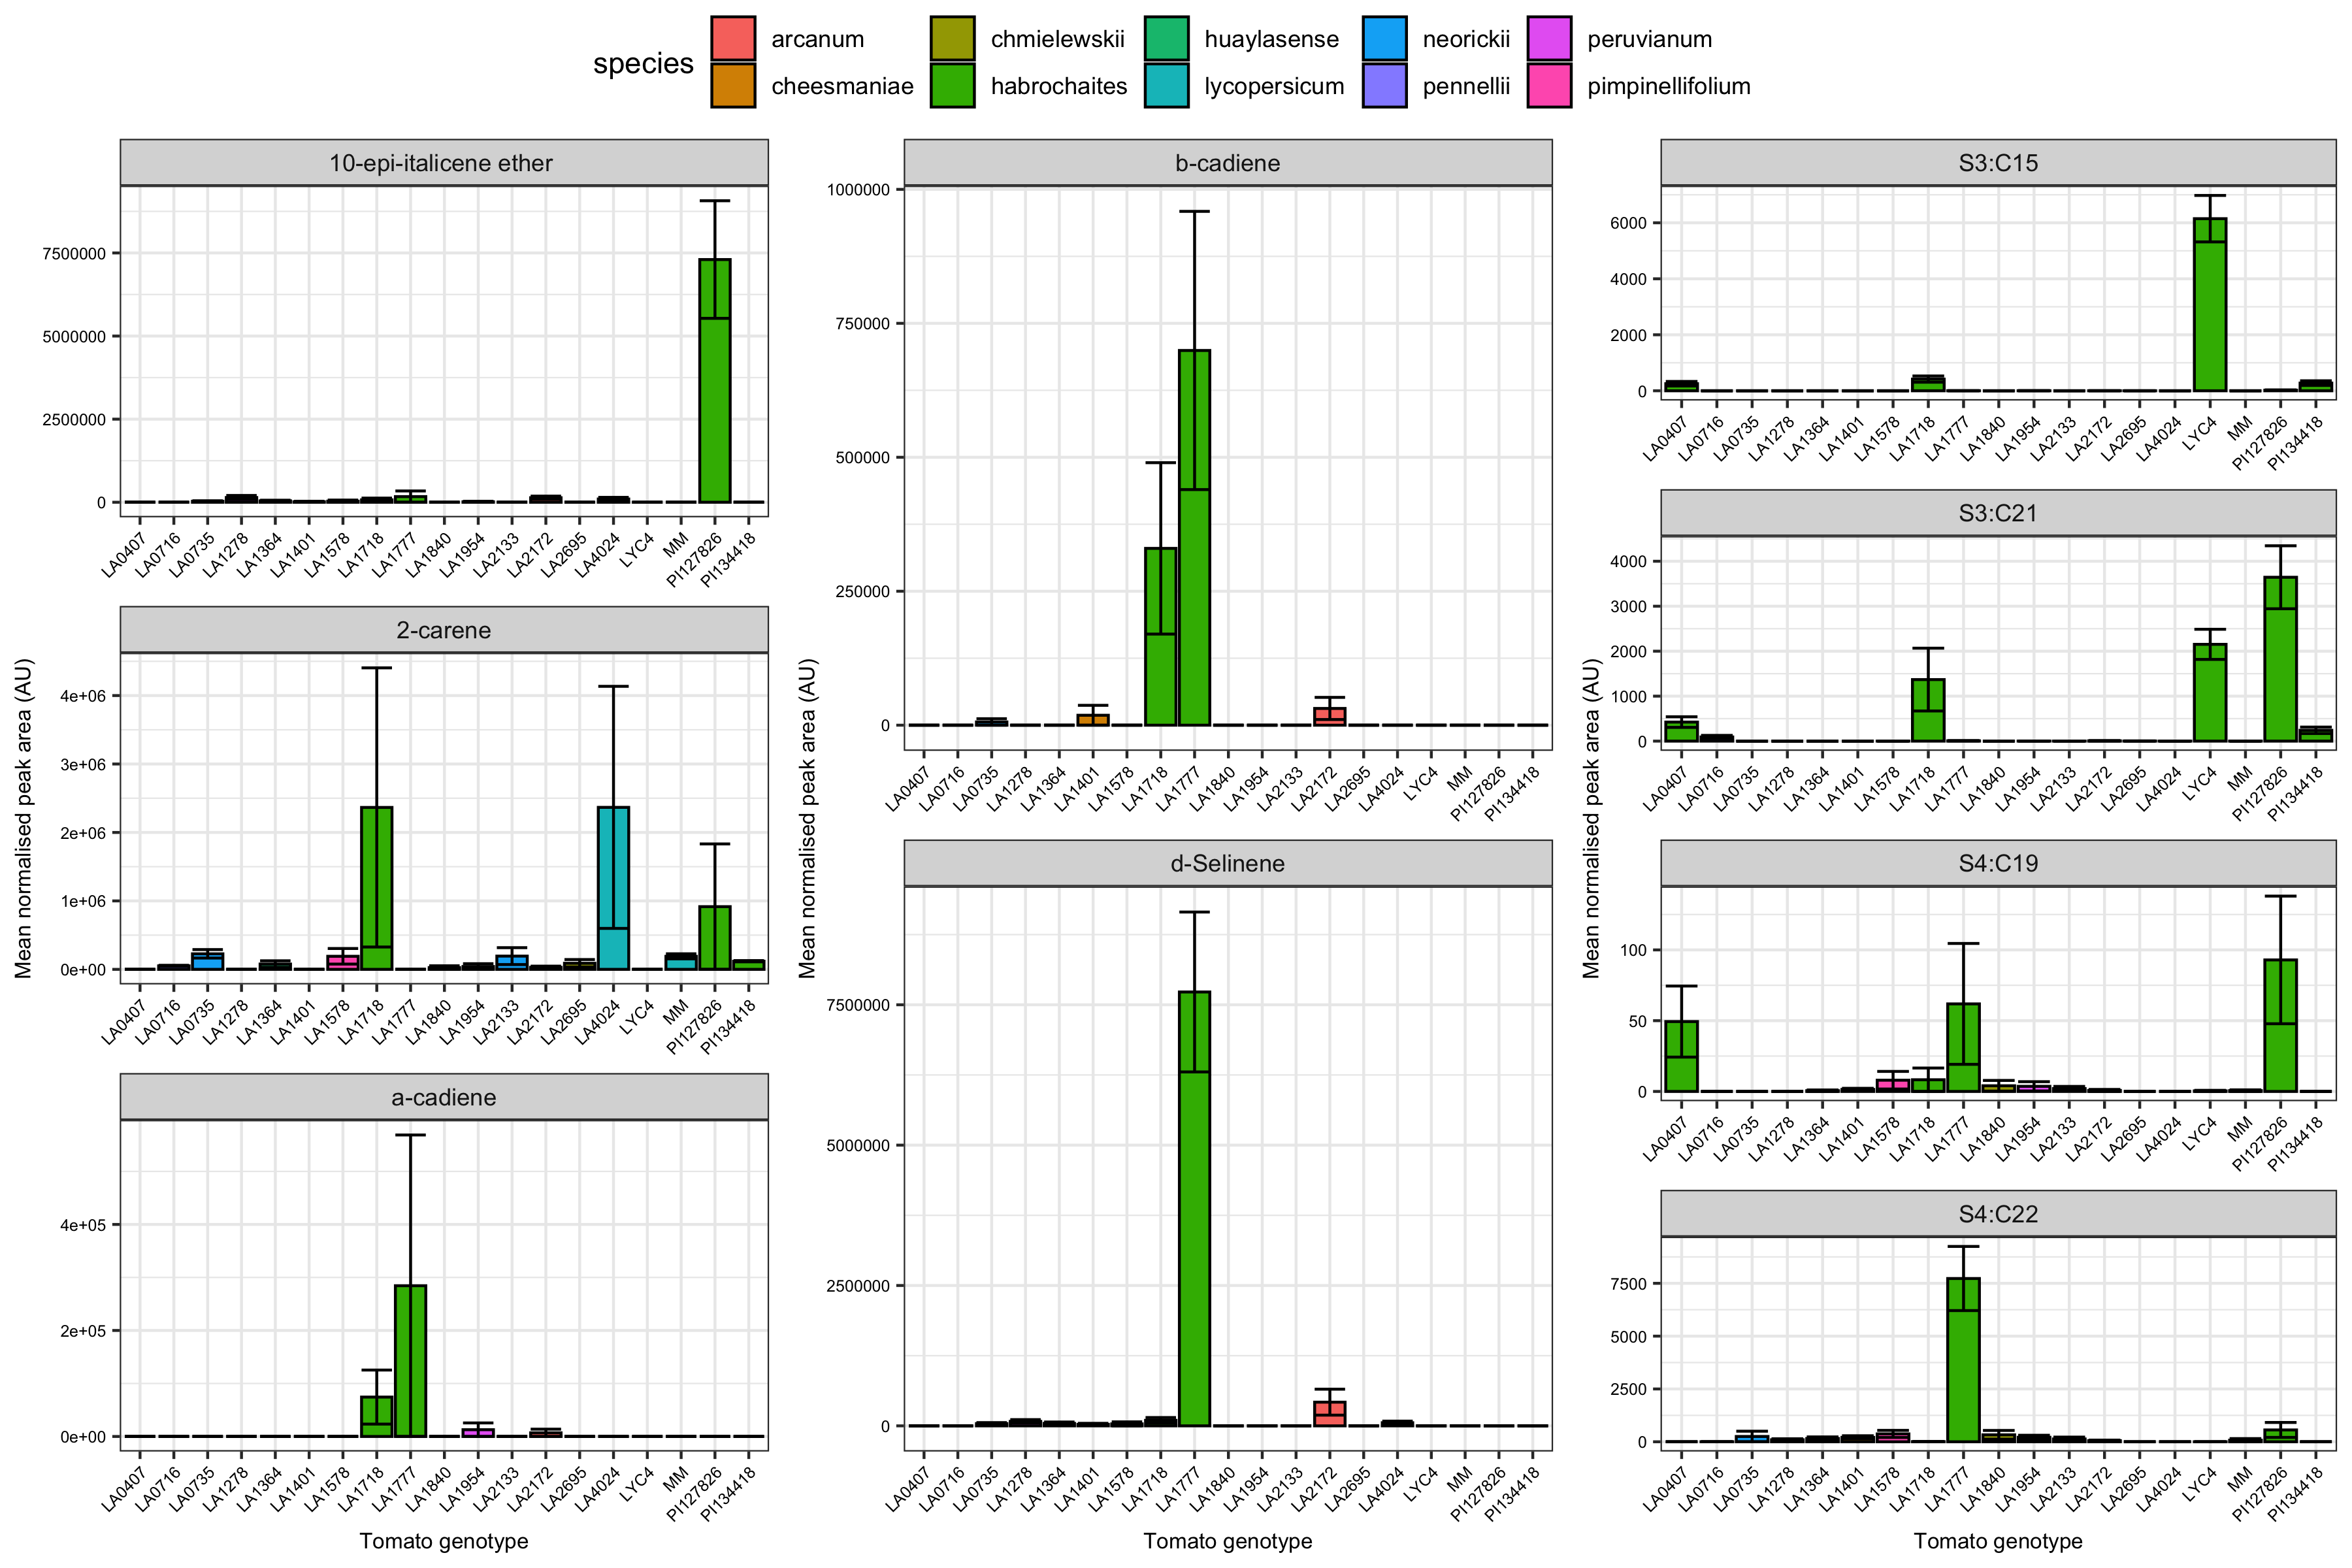 species
arcanum
chmielewskii
huaylasense
neorickii
peruvianum
cheesmaniae
habrochaites
lycopersicum
pennellii
pimpinellifolium
10-epi-italicene ether
7500000
5000000
2500000
0
LA0407 LA0716 LA0735 LA1278 LA1364 LA1401 LA1578 LA1718 LA1777 LA1840 LA1954 LA2133 LA2172 LA2695 LA4024 LYC4 MM PI127826 PI134418
2-carene
4e+06
3e+06
2e+06
1e+06
0e+00
LA0407 LA0716 LA0735 LA1278 LA1364 LA1401 LA1578 LA1718 LA1777 LA1840 LA1954 LA2133 LA2172 LA2695 LA4024 LYC4 MM PI127826 PI134418
a-cadiene
4e+05
2e+05
0e+00
LA0407 LA0716 LA0735 LA1278 LA1364 LA1401 LA1578 LA1718 LA1777 LA1840 LA1954 LA2133 LA2172 LA2695 LA4024 LYC4 MM PI127826 PI134418
Mean normalised peak area (AU)
Tomato genotype
b-cadiene
1000000
750000
500000
250000
0
LA0407 LA0716 LA0735 LA1278 LA1364 LA1401 LA1578 LA1718 LA1777 LA1840 LA1954 LA2133 LA2172 LA2695 LA4024 LYC4 MM PI127826 PI134418
d-Selinene
7500000
5000000
2500000
0
LA0407 LA0716 LA0735 LA1278 LA1364 LA1401 LA1578 LA1718 LA1777 LA1840 LA1954 LA2133 LA2172 LA2695 LA4024 LYC4 MM PI127826 PI134418
Mean normalised peak area (AU)
Tomato genotype
S3:C15
6000
4000
2000
0
LA0407 LA0716 LA0735 LA1278 LA1364 LA1401 LA1578 LA1718 LA1777 LA1840 LA1954 LA2133 LA2172 LA2695 LA4024 LYC4 MM PI127826 PI134418
S3:C21
4000
3000
2000
1000
0
LA0407 LA0716 LA0735 LA1278 LA1364 LA1401 LA1578 LA1718 LA1777 LA1840 LA1954 LA2133 LA2172 LA2695 LA4024 LYC4 MM PI127826 PI134418
S4:C19
100
50
0
LA0407 LA0716 LA0735 LA1278 LA1364 LA1401 LA1578 LA1718 LA1777 LA1840 LA1954 LA2133 LA2172 LA2695 LA4024 LYC4 MM PI127826 PI134418
S4:C22
7500
5000
2500
0
LA0407 LA0716 LA0735 LA1278 LA1364 LA1401 LA1578 LA1718 LA1777 LA1840 LA1954 LA2133 LA2172 LA2695 LA4024 LYC4 MM PI127826 PI134418
Mean normalised peak area (AU)
Tomato genotype